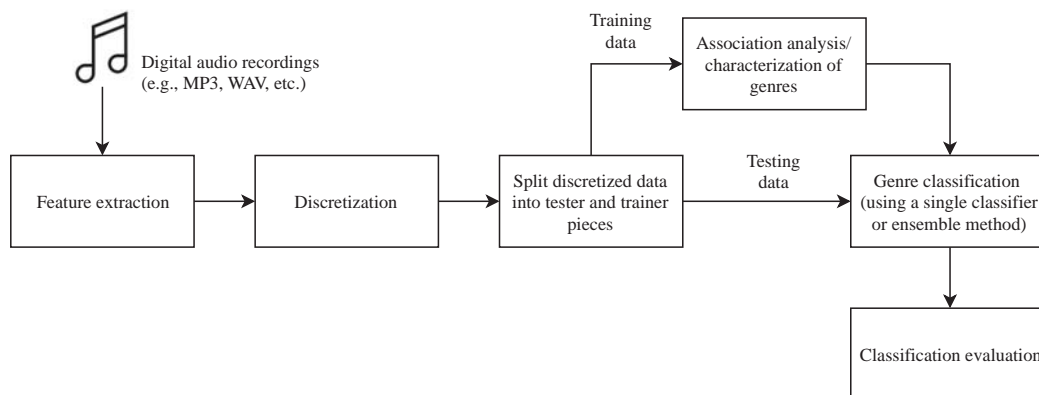 Digital audio recordings
(e.g., MP3, WAV, etc.)
Feature extraction
Discretization
Split discretized data
into tester and trainer
pieces
Training
data
Association analysis/
characterization of
genres
Testing
data
Genre classification
(using a single classifier
or ensemble method)
Classification evaluation